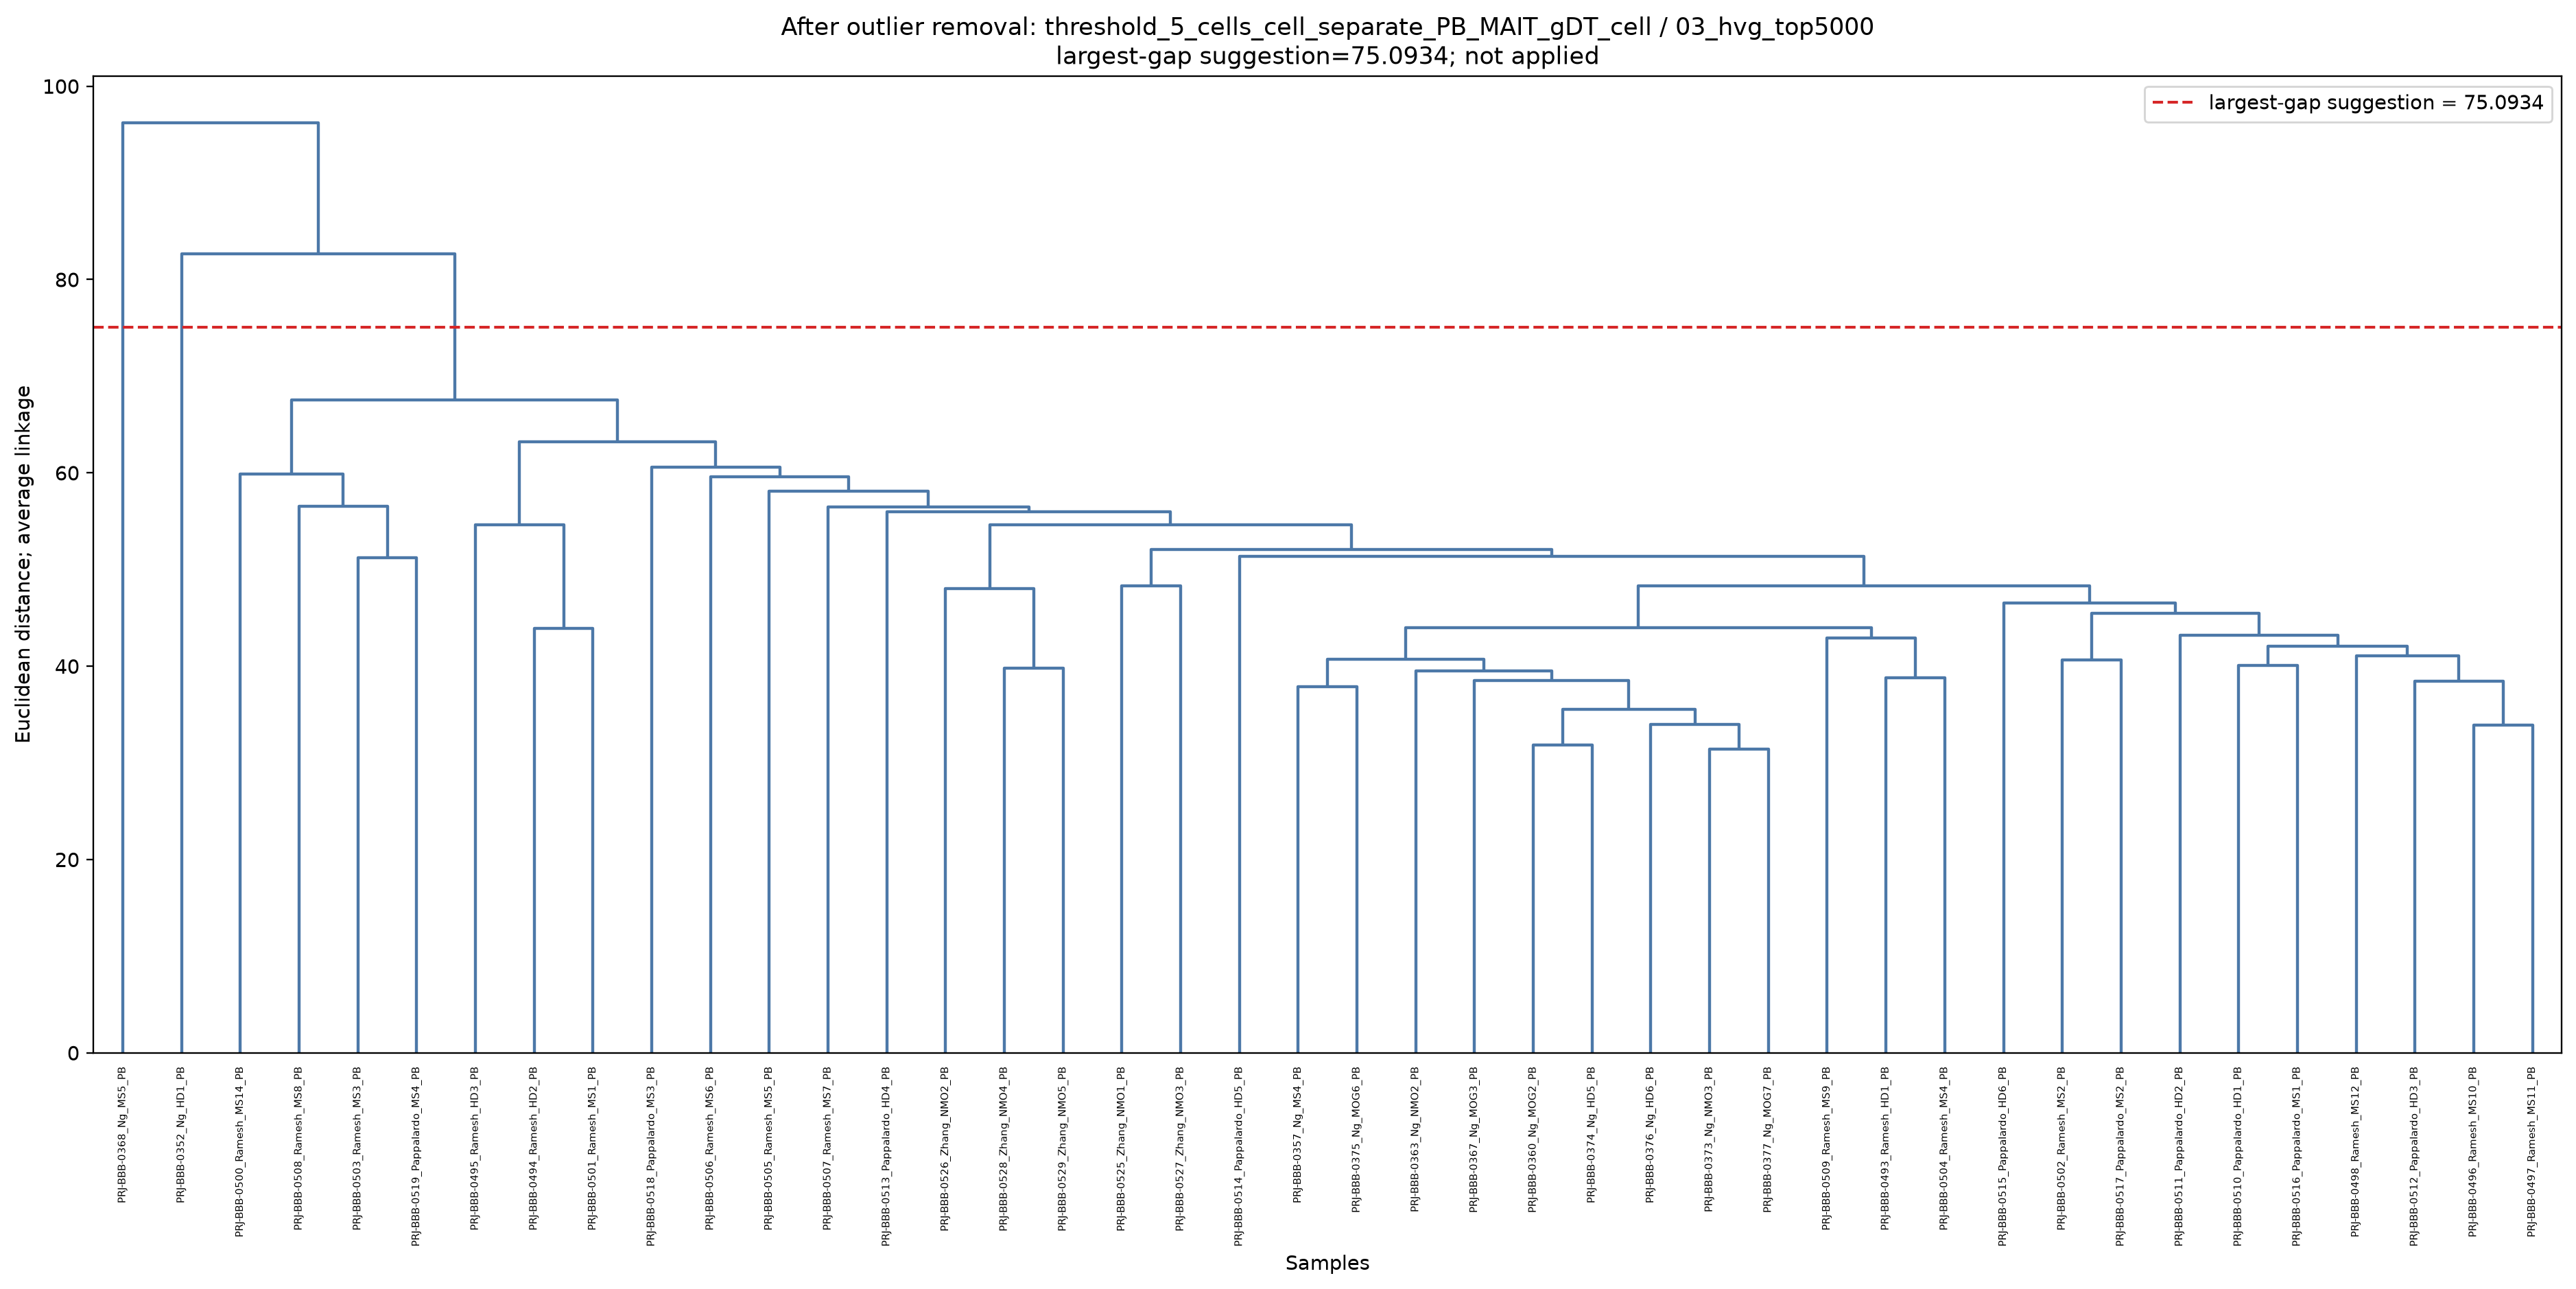 After outlier removal: threshold_5_cells_cell_separate_PB_MAIT_gDT_cell / 03_hvg_top5000
largest-gap suggestion=75.0934; not applied
largest-gap suggestion = 75.0934
Euclidean distance; average linkage
100
80
60
40
20
0
PRJ-BBB-0368_Ng_MS5_PB
PRJ-BBB-0352_Ng_HD1_PB
PRJ-BBB-0500_Ramesh_MS14_PB
PRJ-BBB-0508_Ramesh_MS8_PB
PRJ-BBB-0503_Ramesh_MS3_PB
PRJ-BBB-0519_Pappalardo_MS4_PB
PRJ-BBB-0495_Ramesh_HD3_PB
PRJ-BBB-0494_Ramesh_HD2_PB
PRJ-BBB-0501_Ramesh_MS1_PB
PRJ-BBB-0518_Pappalardo_MS3_PB
PRJ-BBB-0506_Ramesh_MS6_PB
PRJ-BBB-0505_Ramesh_MS5_PB
PRJ-BBB-0507_Ramesh_MS7_PB
PRJ-BBB-0513_Pappalardo_HD4_PB
PRJ-BBB-0526_Zhang_NMO2_PB
PRJ-BBB-0528_Zhang_NMO4_PB
PRJ-BBB-0529_Zhang_NMO5_PB
PRJ-BBB-0525_Zhang_NMO1_PB
PRJ-BBB-0527_Zhang_NMO3_PB
PRJ-BBB-0514_Pappalardo_HD5_PB
PRJ-BBB-0357_Ng_MS4_PB
PRJ-BBB-0375_Ng_MOG6_PB
PRJ-BBB-0363_Ng_NMO2_PB
PRJ-BBB-0367_Ng_MOG3_PB
PRJ-BBB-0360_Ng_MOG2_PB
PRJ-BBB-0374_Ng_HD5_PB
PRJ-BBB-0376_Ng_HD6_PB
PRJ-BBB-0373_Ng_NMO3_PB
PRJ-BBB-0377_Ng_MOG7_PB
PRJ-BBB-0509_Ramesh_MS9_PB
PRJ-BBB-0493_Ramesh_HD1_PB
PRJ-BBB-0504_Ramesh_MS4_PB
PRJ-BBB-0515_Pappalardo_HD6_PB
PRJ-BBB-0502_Ramesh_MS2_PB
PRJ-BBB-0517_Pappalardo_MS2_PB
PRJ-BBB-0511_Pappalardo_HD2_PB
PRJ-BBB-0510_Pappalardo_HD1_PB
PRJ-BBB-0516_Pappalardo_MS1_PB
PRJ-BBB-0498_Ramesh_MS12_PB
PRJ-BBB-0512_Pappalardo_HD3_PB
PRJ-BBB-0496_Ramesh_MS10_PB
PRJ-BBB-0497_Ramesh_MS11_PB
Samples